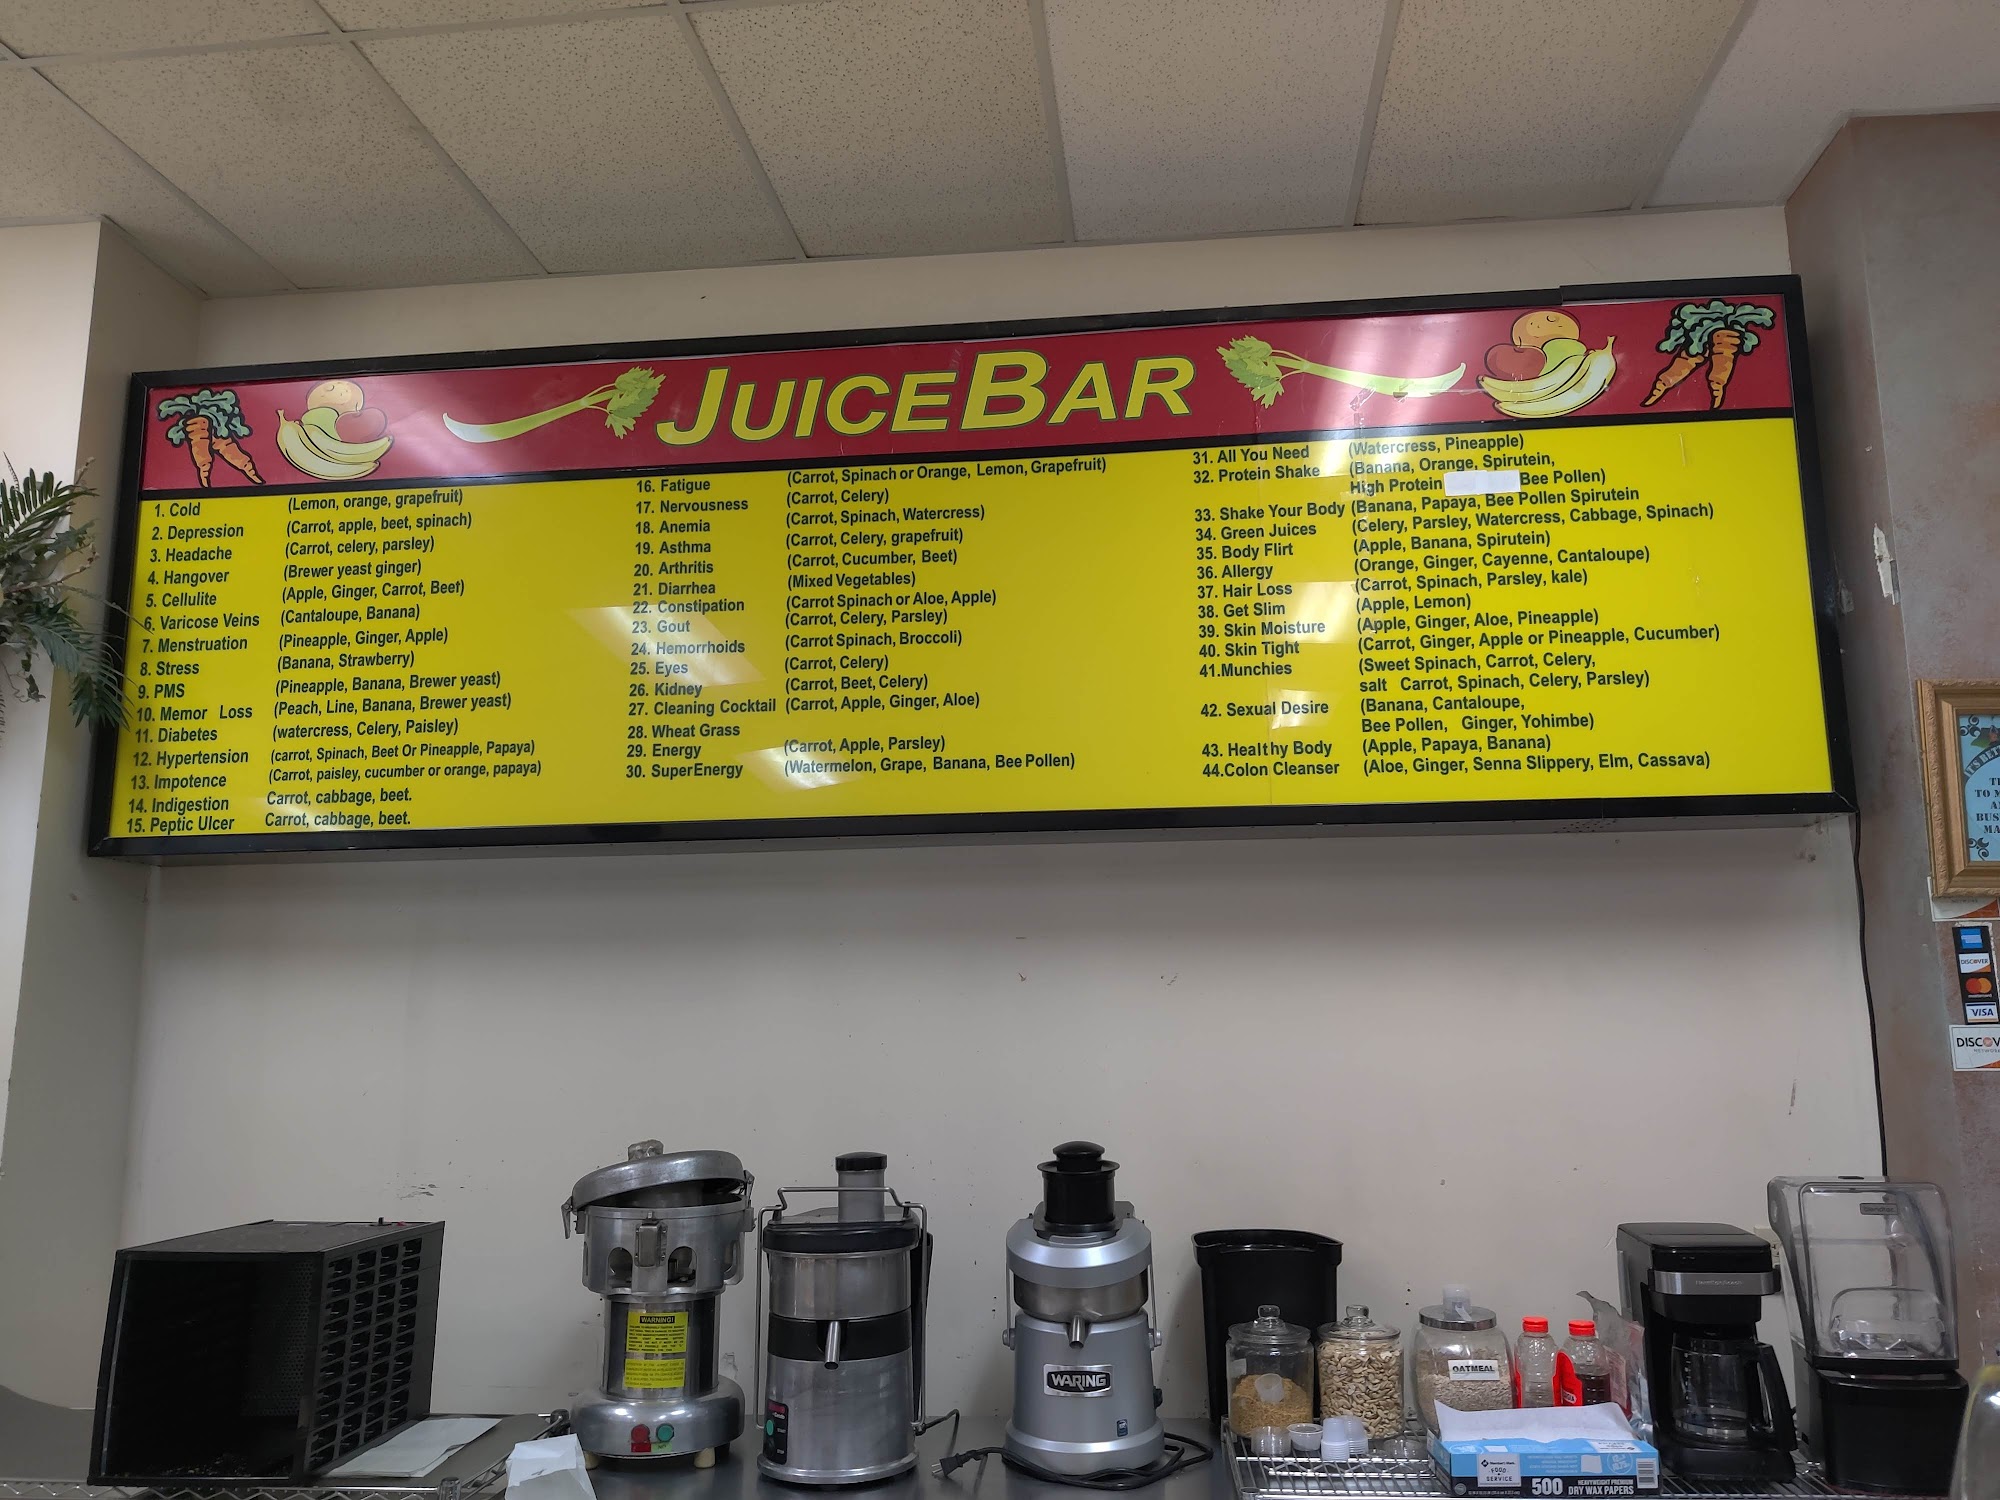 JUICEBAR
1. Cold (Lemon, orange, grapefruit)
2. Depression (Carrot, apple, beet, spinach)
3. Headache (Carrot, celery, parsley)
4. Hangover (Brewer yeast ginger)
5. Cellulite (Apple, Ginger, Carrot, Beet)
6. Varicose Veins (Cantaloupe, Banana)
7. Menstruation (Pineapple, Ginger, Apple)
8. Stress (Banana, Strawberry)
9. PMS (Pineapple, Banana, Brewer yeast)
10. Memor Loss (Peach, Line, Banana, Brewer yeast)
11. Diabetes (watercress, Celery, Paisley)
12. Hypertension (carrot, Spinach, Beet Or Pineapple, Papaya)
13. Impotence (Carrot, paisley, cucumber or orange, papaya)
14. Indigestion Carrot, cabbage, beet.
15. Peptic Ulcer Carrot, cabbage, beet.
16. Fatigue (Carrot, Spinach or Orange, Lemon, Grapefruit)
17. Nervousness (Carrot, Celery)
18. Anemia (Carrot, Spinach, Watercress)
19. Asthma (Carrot, Celery, grapefruit)
20. Arthritis (Carrot, Cucumber, Beet)
21. Diarrhea (Mixed Vegetables)
22. Constipation (Carrot Spinach or Aloe, Apple)
23. Gout (Carrot, Celery, Parsley)
24. Hemorrhoids (Carrot Spinach, Broccoli)
25. Eyes (Carrot, Celery)
26. Kidney (Carrot, Beet, Celery)
27. Cleaning Cocktail (Carrot, Apple, Ginger, Aloe)
28. Wheat Grass
29. Energy (Carrot, Apple, Parsley)
30. SuperEnergy (Watermelon, Grape, Banana, Bee Pollen)
31. All You Need (Watercress, Pineapple)
32. Protein Shake (Banana, Orange, Spirutein,
High Protein Bee Pollen)
33. Shake Your Body (Banana, Papaya, Bee Pollen Spirutein
34. Green Juices (Celery, Parsley, Watercress, Cabbage, Spinach)
35. Body Flirt (Apple, Banana, Spirutein)
36. Allergy (Orange, Ginger, Cayenne, Cantaloupe)
37. Hair Loss (Carrot, Spinach, Parsley, kale)
38. Get Slim (Apple, Lemon)
39. Skin Moisture (Apple, Ginger, Aloe, Pineapple)
40. Skin Tight (Carrot, Ginger, Apple or Pineapple, Cucumber)
41.Munchies (Sweet Spinach, Carrot, Celery,
salt Carrot, Spinach, Celery, Parsley)
42. Sexual Desire (Banana, Cantaloupe,
Bee Pollen, Ginger, Yohimbe)
43. Healthy Body (Apple, Papaya, Banana)
44.Colon Cleanser (Aloe, Ginger, Senna Slippery, Elm, Cassava)
DISCOVER
mastercard
VISA
DISCOV
WARNING!
WARING
OATMEAL
FOOD
SERVICE
500 HEAVYWEIGHT PREMIUM
DRY WAX PAPERS